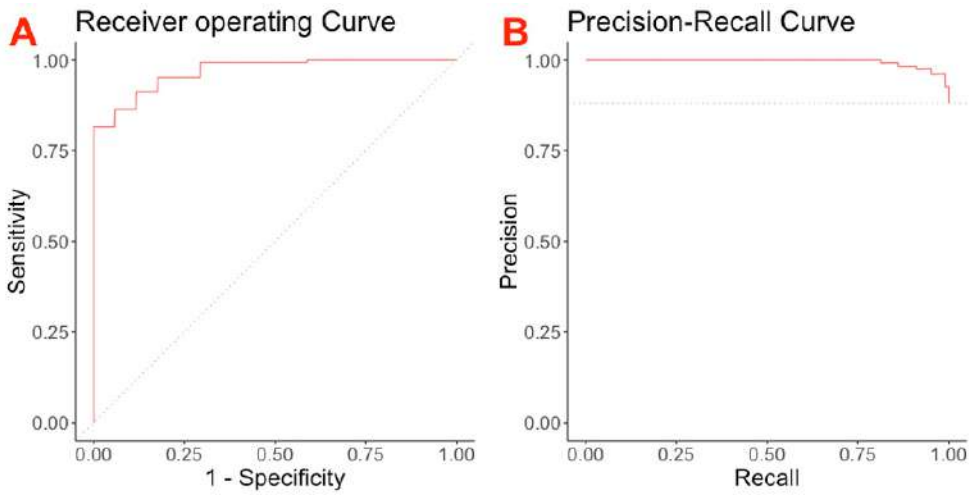 A
Receiver operating Curve
1.00
0.75
0.50
0.25
0.00
Sensitivity
0.00 0.25 0.50 0.75 1.00
1 - Specificity
B
Precision-Recall Curve
1.00
0.75
0.50
0.25
0.00
Precision
0.00 0.25 0.50 0.75 1.00
Recall